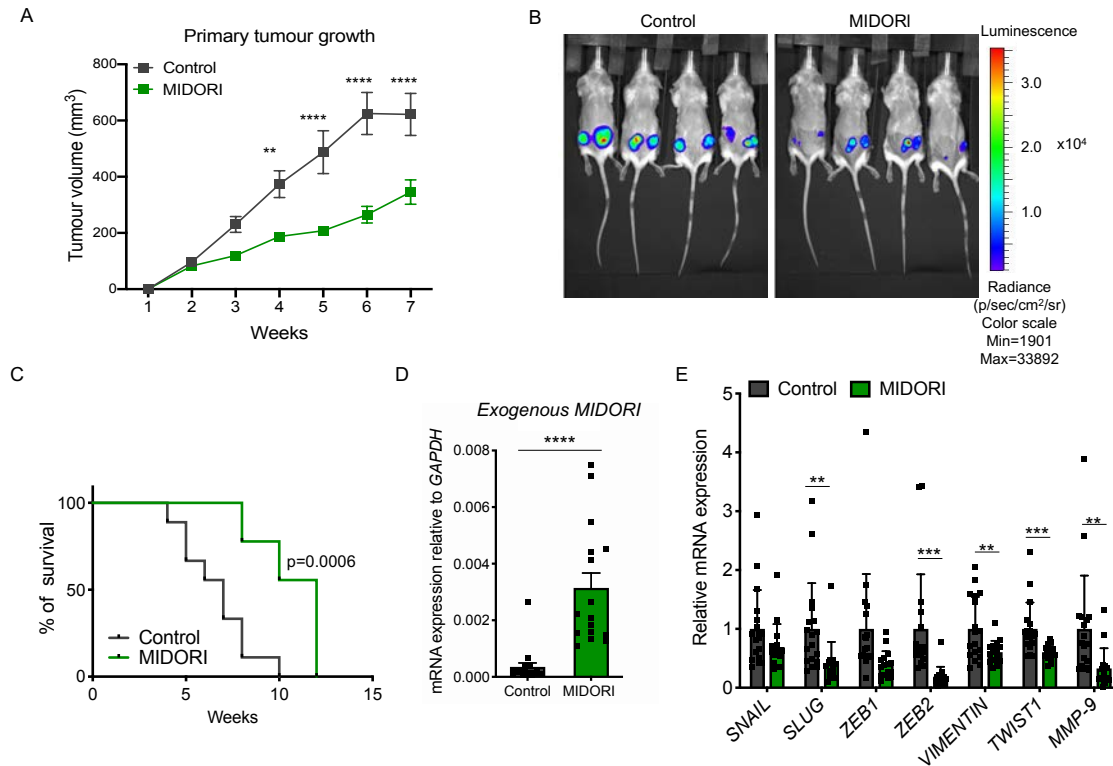 A
Primary tumour growth
Control
MIDORI
Tumour volume (mm³)
800
600
400
200
0
**
****
****
****
1 2 3 4 5 6 7
Weeks
B
Control MIDORI
Luminescence
3.0
2.0
x10⁴
1.0
Radiance
(p/sec/cm²/sr)
Color scale
Min=1901
Max=33892
C
% of survival
100
50
0
p=0.0006
Control
MIDORI
0 5 10 15
Weeks
D
Exogenous MIDORI
****
mRNA expression relative to GAPDH
0.008
0.006
0.004
0.002
0.000
Control MIDORI
E
Control MIDORI
Relative mRNA expression
5
4
3
2
1
0
**
***
**
***
**
SNAIL SLUG ZEB1 ZEB2 VIMENTIN TWIST1 MMP-9